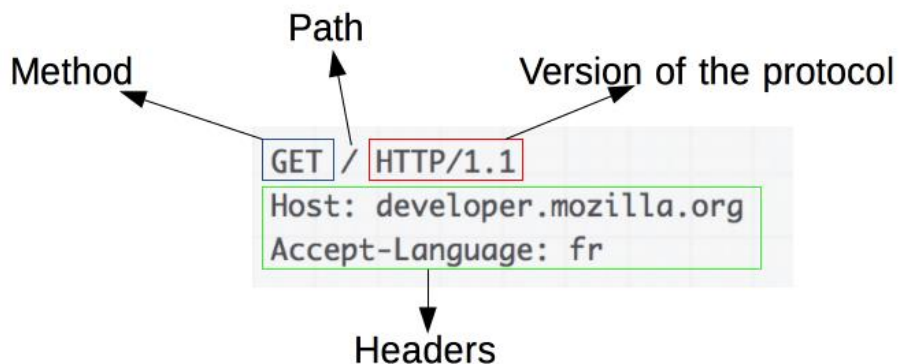 Path
Method
Version of the protocol
GET / HTTP/1.1
Host: developer.mozilla.org
Accept-Language: fr
Headers